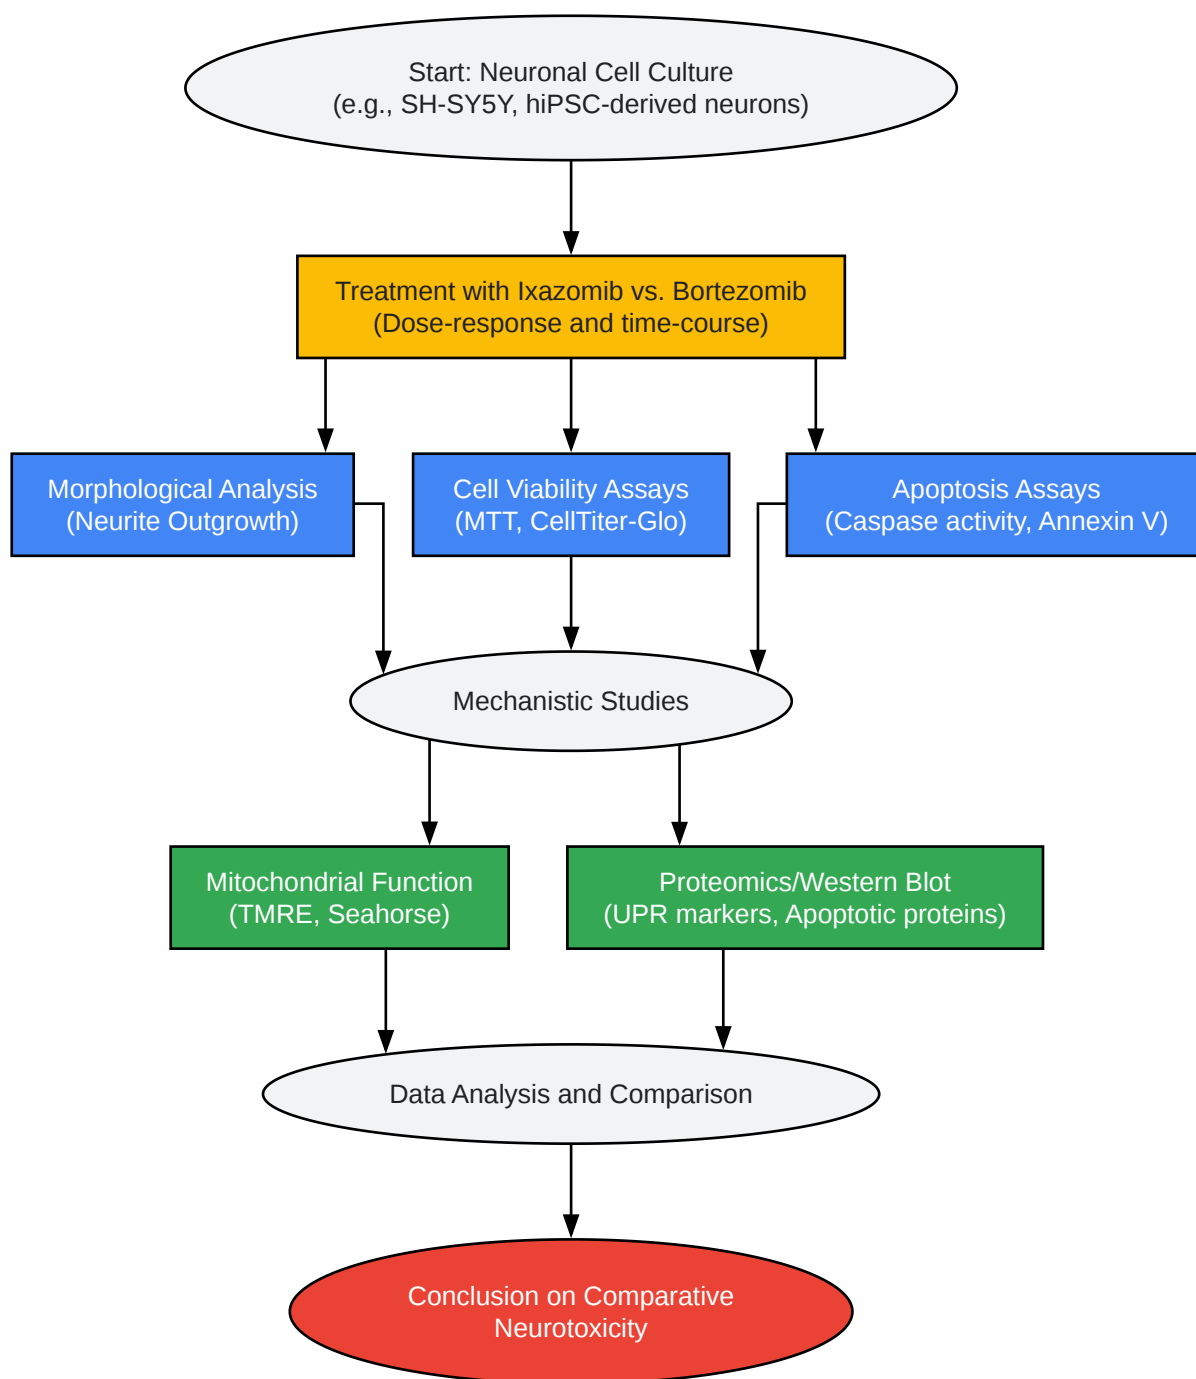 Start: Neuronal Cell Culture
(e.g., SH-SY5Y, hiPSC-derived neurons)
Treatment with Ixazomib vs. Bortezomib
(Dose-response and time-course)
Morphological Analysis
(Neurite Outgrowth)
Cell Viability Assays
(MTT, CellTiter-Glo)
Apoptosis Assays
(Caspase activity, Annexin V)
Mechanistic Studies
Mitochondrial Function
(TMRE, Seahorse)
Proteomics/Western Blot
(UPR markers, Apoptotic proteins)
Data Analysis and Comparison
Conclusion on Comparative
Neurotoxicity